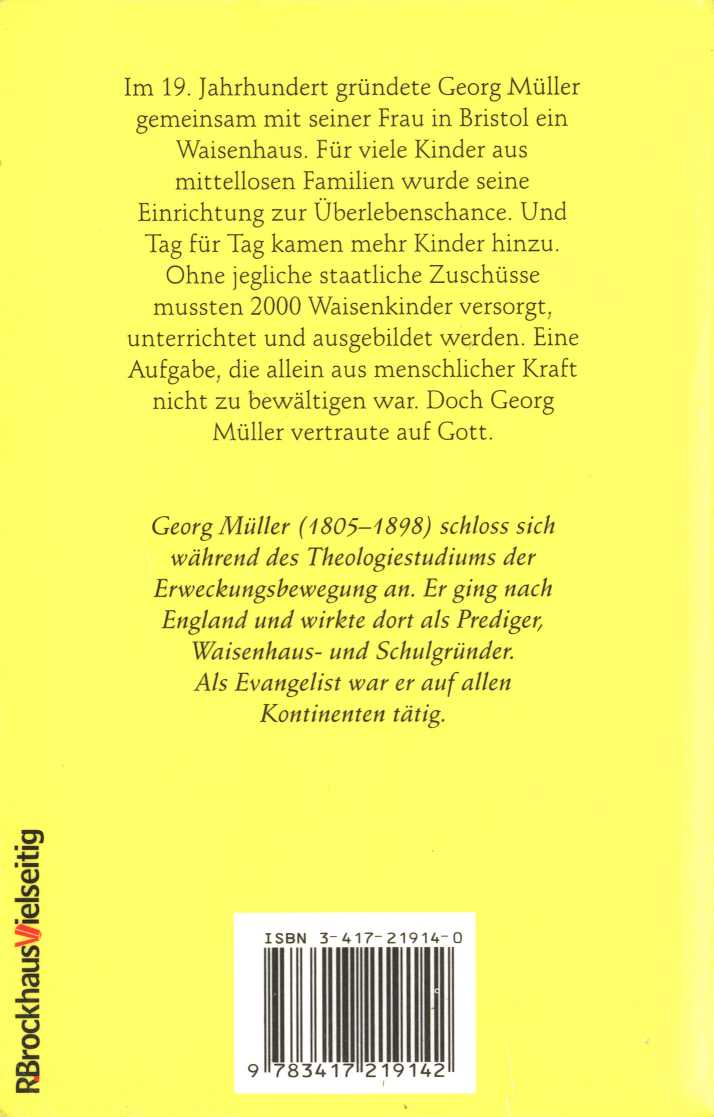 Im 19. Jahrhundert gründete Georg Müller
gemeinsam mit seiner Frau in Bristol ein
Waisenhaus. Für viele Kinder aus
mittellosen Familien wurde seine
Einrichtung zur Überlebenschance. Und
Tag für Tag kamen mehr Kinder hinzu.
Ohne jegliche staatliche Zuschüsse
mussten 2000 Waisenkinder versorgt,
unterrichtet und ausgebildet werden. Eine
Aufgabe, die allein aus menschlicher Kraft
nicht zu bewältigen war. Doch Georg
Müller vertraute auf Gott.
Georg Müller (1805–1898) schloss sich
während des Theologiestudiums der
Erweckungsbewegung an. Er ging nach
England und wirkte dort als Prediger,
Waisenhaus- und Schulgründer.
Als Evangelist war er auf allen
Kontinenten tätig.
RBrockhausVielseitig
ISBN 3-417-21914-0
9 783417 219142